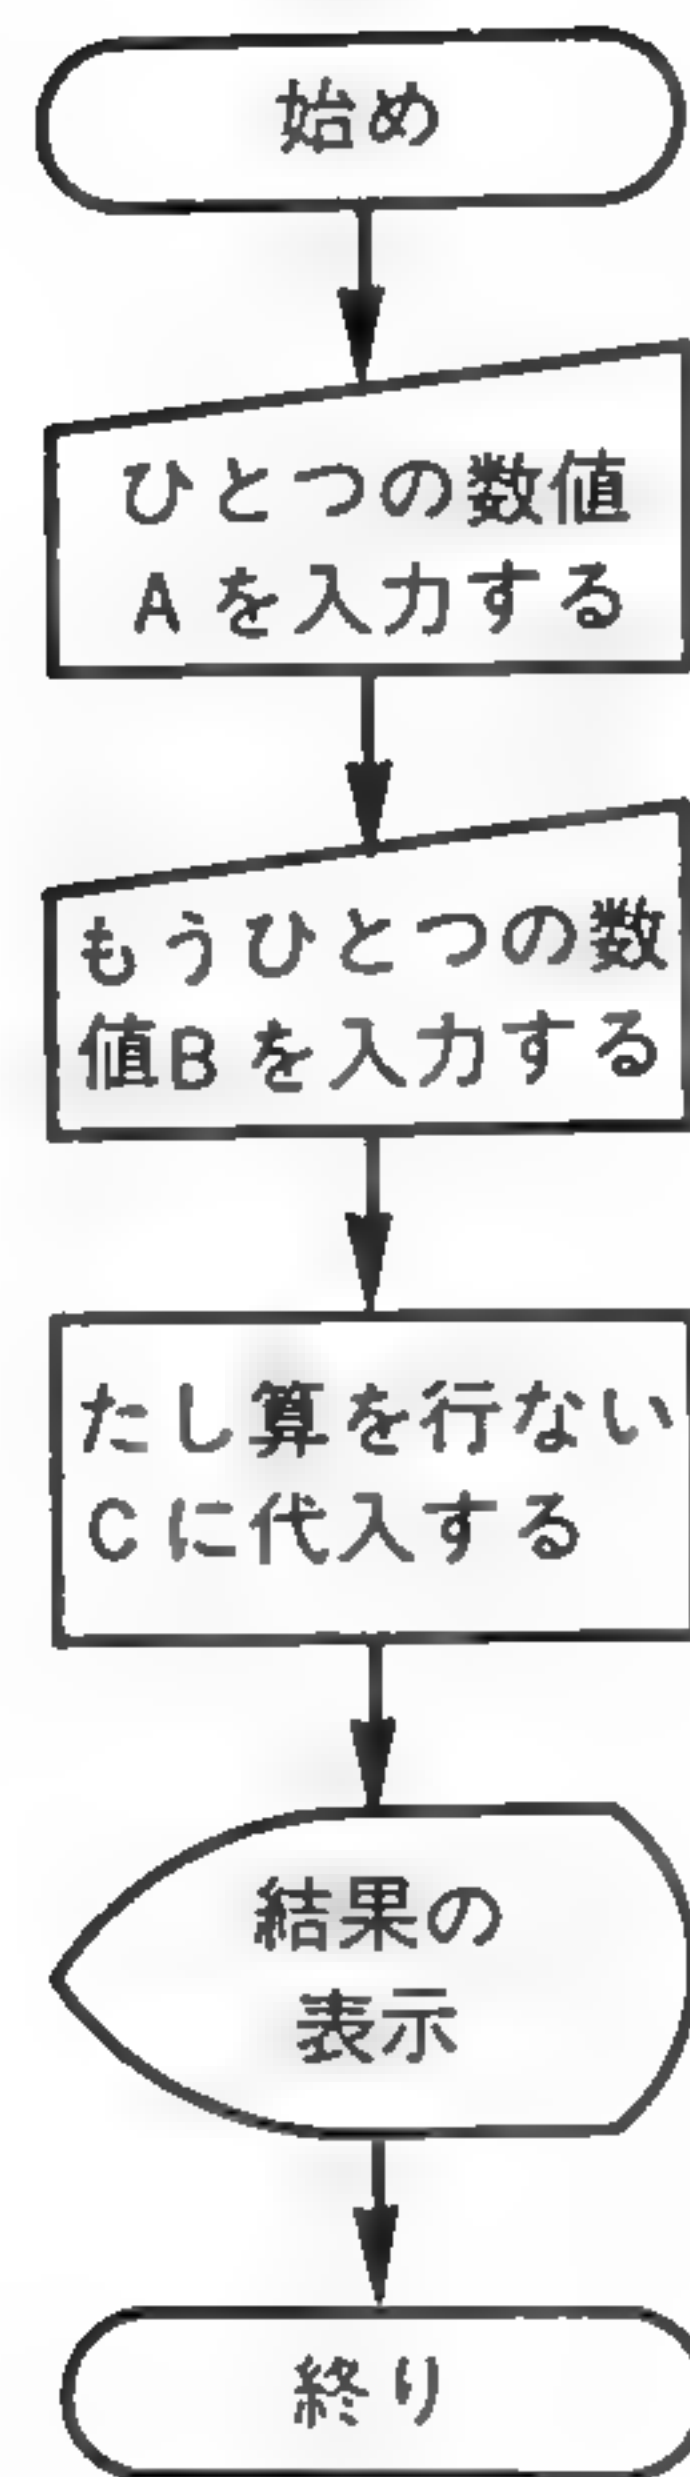 始め
ひとつの数値
Aを入力する
もうひとつの数
値Bを入力する
たし算を行ない
Cに代入する
結果の
表示
終り